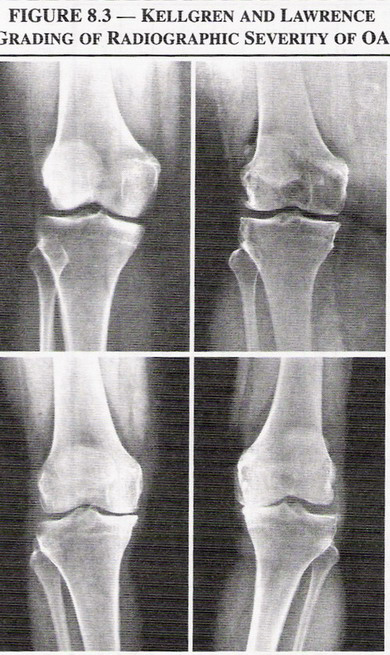 FIGURE 8.3 — KELLGREN AND LAWRENCE
GRADING OF RADIOGRAPHIC SEVERITY OF OA